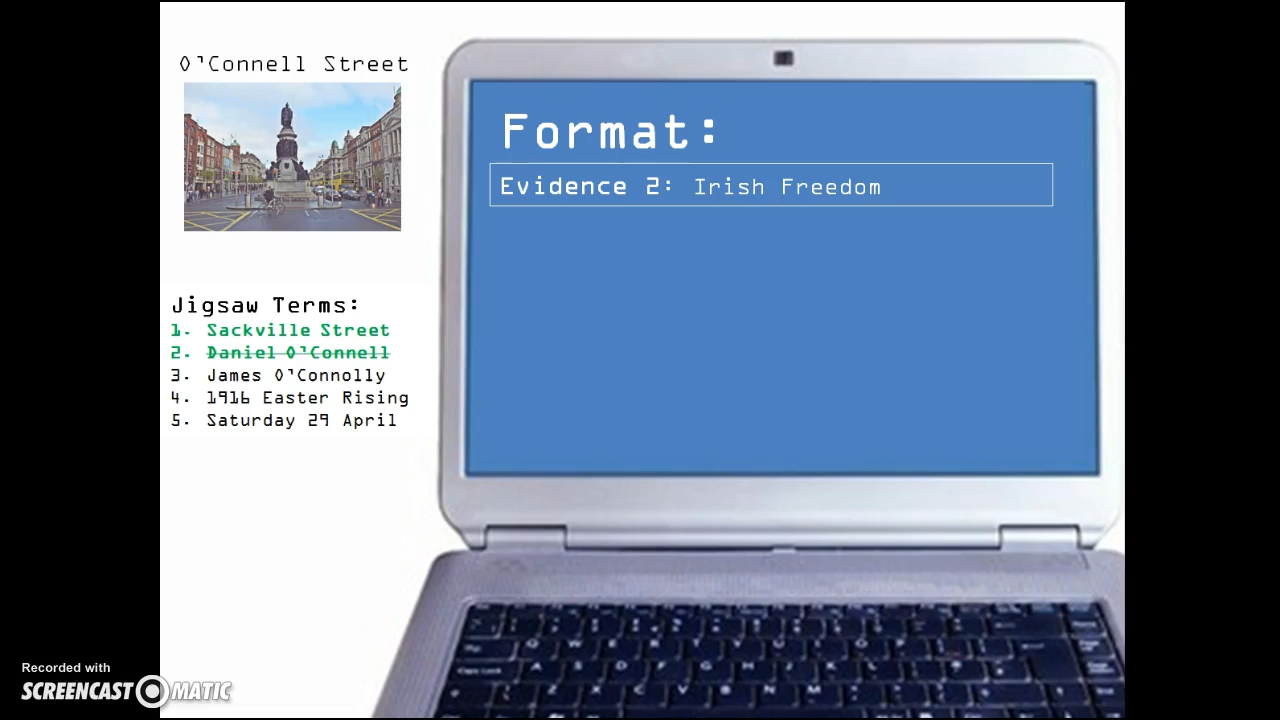 O'Connell Street
Format:
Evidence 2: Irish Freedom
Jigsaw Terms:
1. Sackville Street
2. Daniel O'Connell
3. James O'Connolly
4. 1916 Easter Rising
5. Saturday 29 April
Recorded with
SCREENCAST-O-MATIC